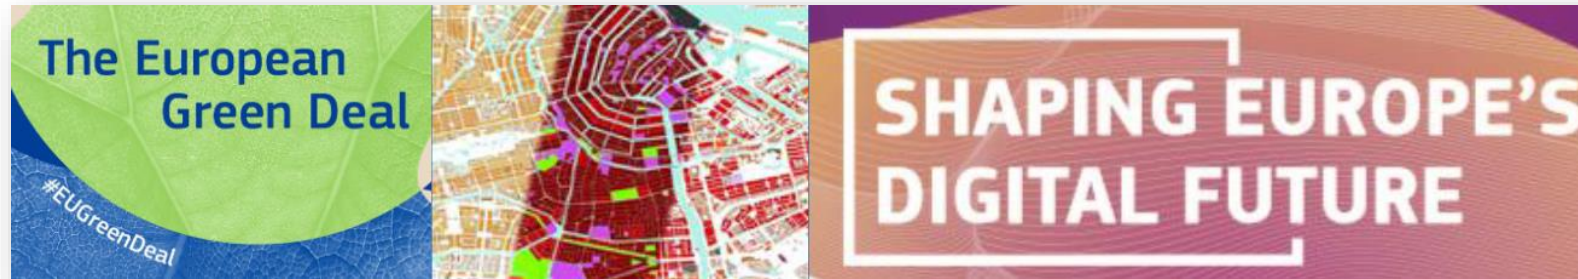 The European
Green Deal
#EUGreenDeal
SHAPING EUROPE'S
DIGITAL FUTURE